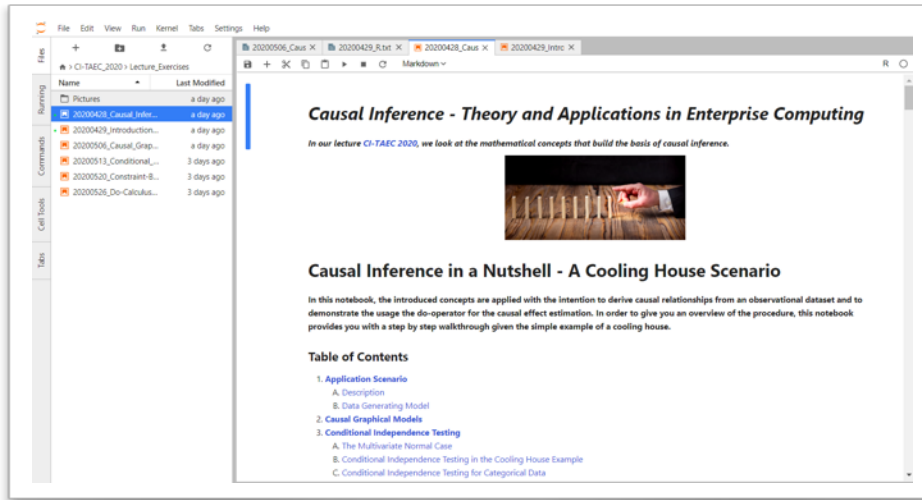 File Edit View Run Kernel Tabs Settings Help
Files
Running
Commands
Cell Tools
Tabs
> CI-TAEC_2020 > Lecture_Exercises
Name Last Modified
Pictures a day ago
20200428_Causal_Infer... a day ago
20200429_Introduction... a day ago
20200506_Causal_Grap... a day ago
20200513_Conditional_... 3 days ago
20200520_Constraint-B... 3 days ago
20200526_Do-Calculus... 3 days ago
20200506_Caus X 20200429_R.txt X 20200428_Caus X 20200429_Intrc X
Markdown R
Causal Inference - Theory and Applications in Enterprise Computing
In our lecture CI-TAEC 2020, we look at the mathematical concepts that build the basis of causal inference.
Causal Inference in a Nutshell - A Cooling House Scenario
In this notebook, the introduced concepts are applied with the intention to derive causal relationships from an observational dataset and to
demonstrate the usage the do-operator for the causal effect estimation. In order to give you an overview of the procedure, this notebook
provides you with a step by step walkthrough given the simple example of a cooling house.
Table of Contents
1. Application Scenario
A. Description
B. Data Generating Model
2. Causal Graphical Models
3. Conditional Independence Testing
A. The Multivariate Normal Case
B. Conditional Independence Testing in the Cooling House Example
C. Conditional Independence Testing for Categorical Data